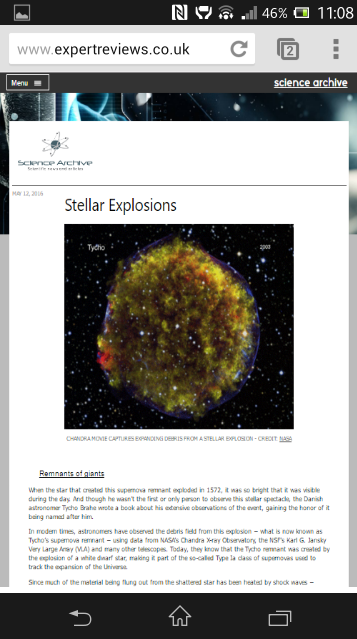 46% 11:08
www.expertreviews.co.uk 2
Menu science archive
Science Archive
MAY 12, 2016
Stellar Explosions
Tycho 2003
CHANDRA MOVIE CAPTURES EXPANDING DEBRIS FROM A STELLAR EXPLOSION - CREDIT: NASA
Remnants of giants
When the star that created this supernova remnant exploded in 1572, it was so bright that it was visible
during the day. And though he wasn't the first or only person to observe this stellar spectacle, the Danish
astronomer Tycho Brahe wrote a book about his extensive observations of the event, gaining the honor of
it being named after him.
In modern times, astronomers have observed the debris field from this explosion − what is now known as
Tycho's supernova remnant − using data from NASA's Chandra X-ray Observatory, the NSF's Karl G. Jansky
Very Large Array (VLA) and many other telescopes. Today, they know that the Tycho remnant was created by
the explosion of a white dwarf star, making it part of the so-called Type Ia class of supernovas used to
track the expansion of the Universe.
Since much of the material being flung out from the shattered star has been heated by shock waves −